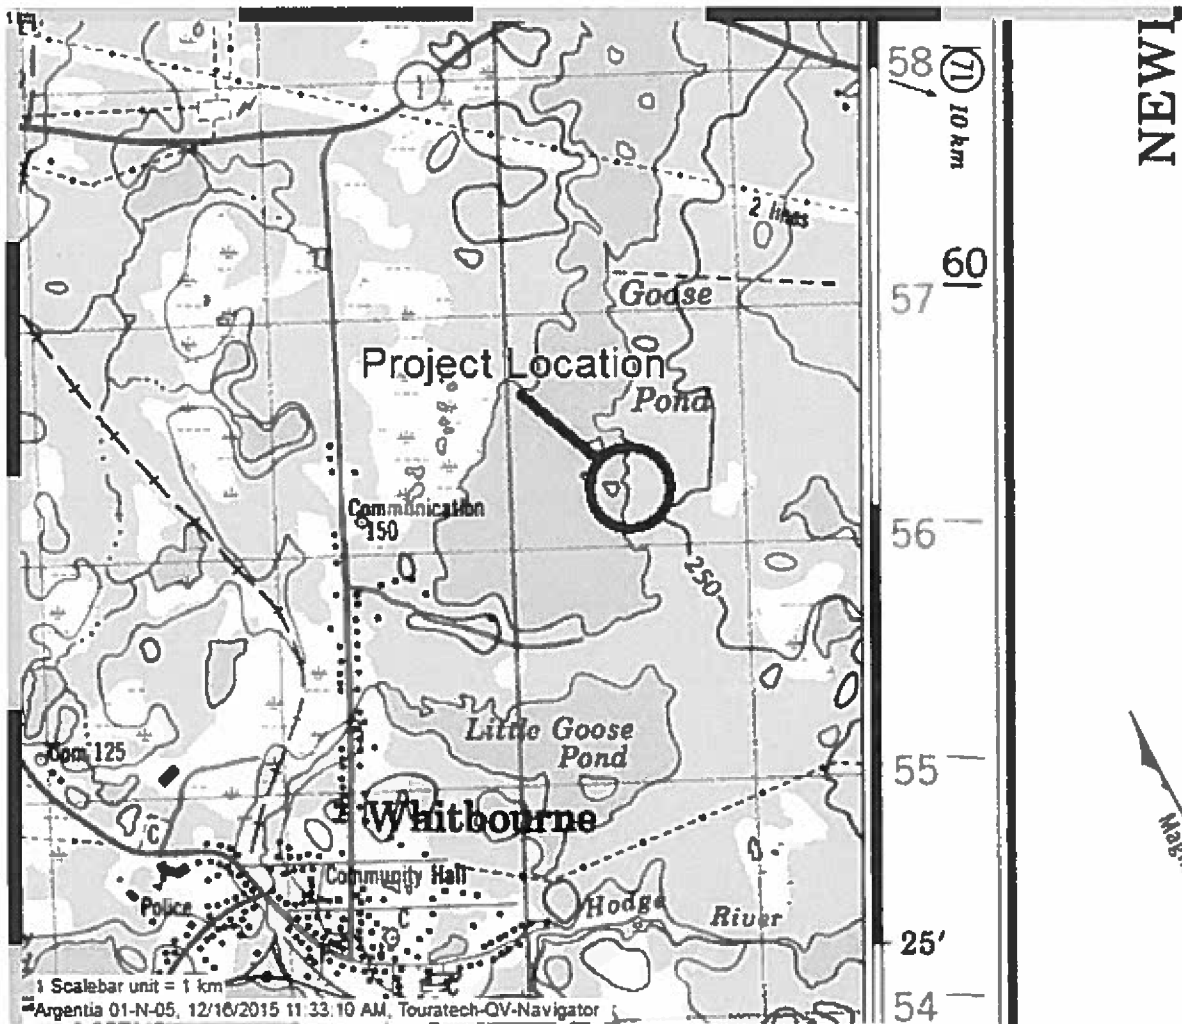 58
71
10 km
NEWF
1
2 lines
60
57
Goose
Project Location
Pond
Communication
150
56
250
Little Goose
Pond
55
125
Whitbourne
C
Community Hall
Police
C
Hodge
River
25'
1 Scalebar unit = 1 km
Argentia 01-N-05, 12/16/2015 11:33:10 AM, Touratech-QV-Navigator
54